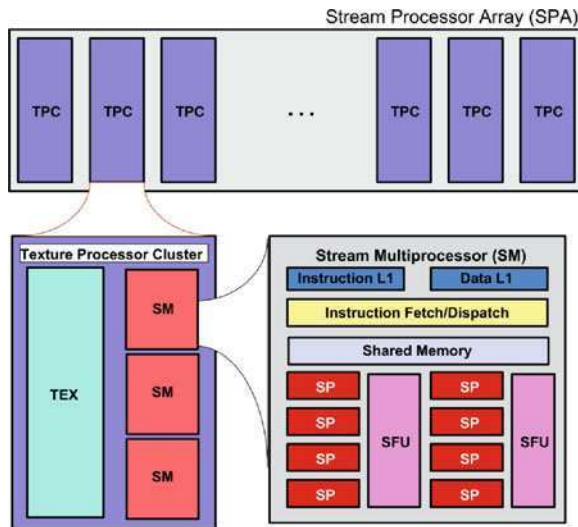 Stream Processor Array (SPA)
TPC TPC TPC ... TPC TPC TPC
Texture Processor Cluster
TEX
SM
SM
SM
Stream Multiprocessor (SM)
Instruction L1 Data L1
Instruction Fetch/Dispatch
Shared Memory
SP SP
SP SP
SFU SFU
SP SP
SP SP